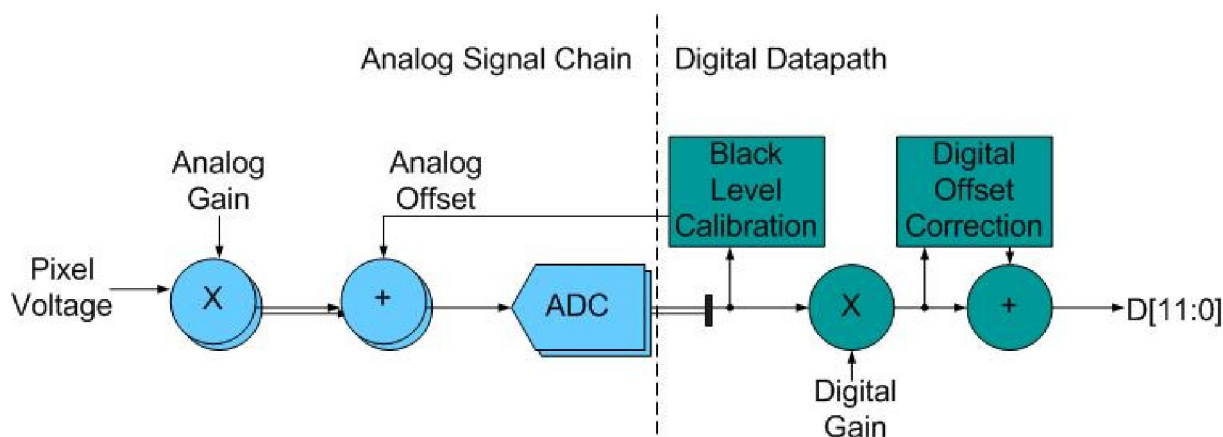 Analog Signal Chain
Digital Datapath
Analog
Gain
Analog
Offset
Black
Level
Calibration
Digital
Offset
Correction
Pixel
Voltage
X
+
ADC
X
+
D[11:0]
Digital
Gain